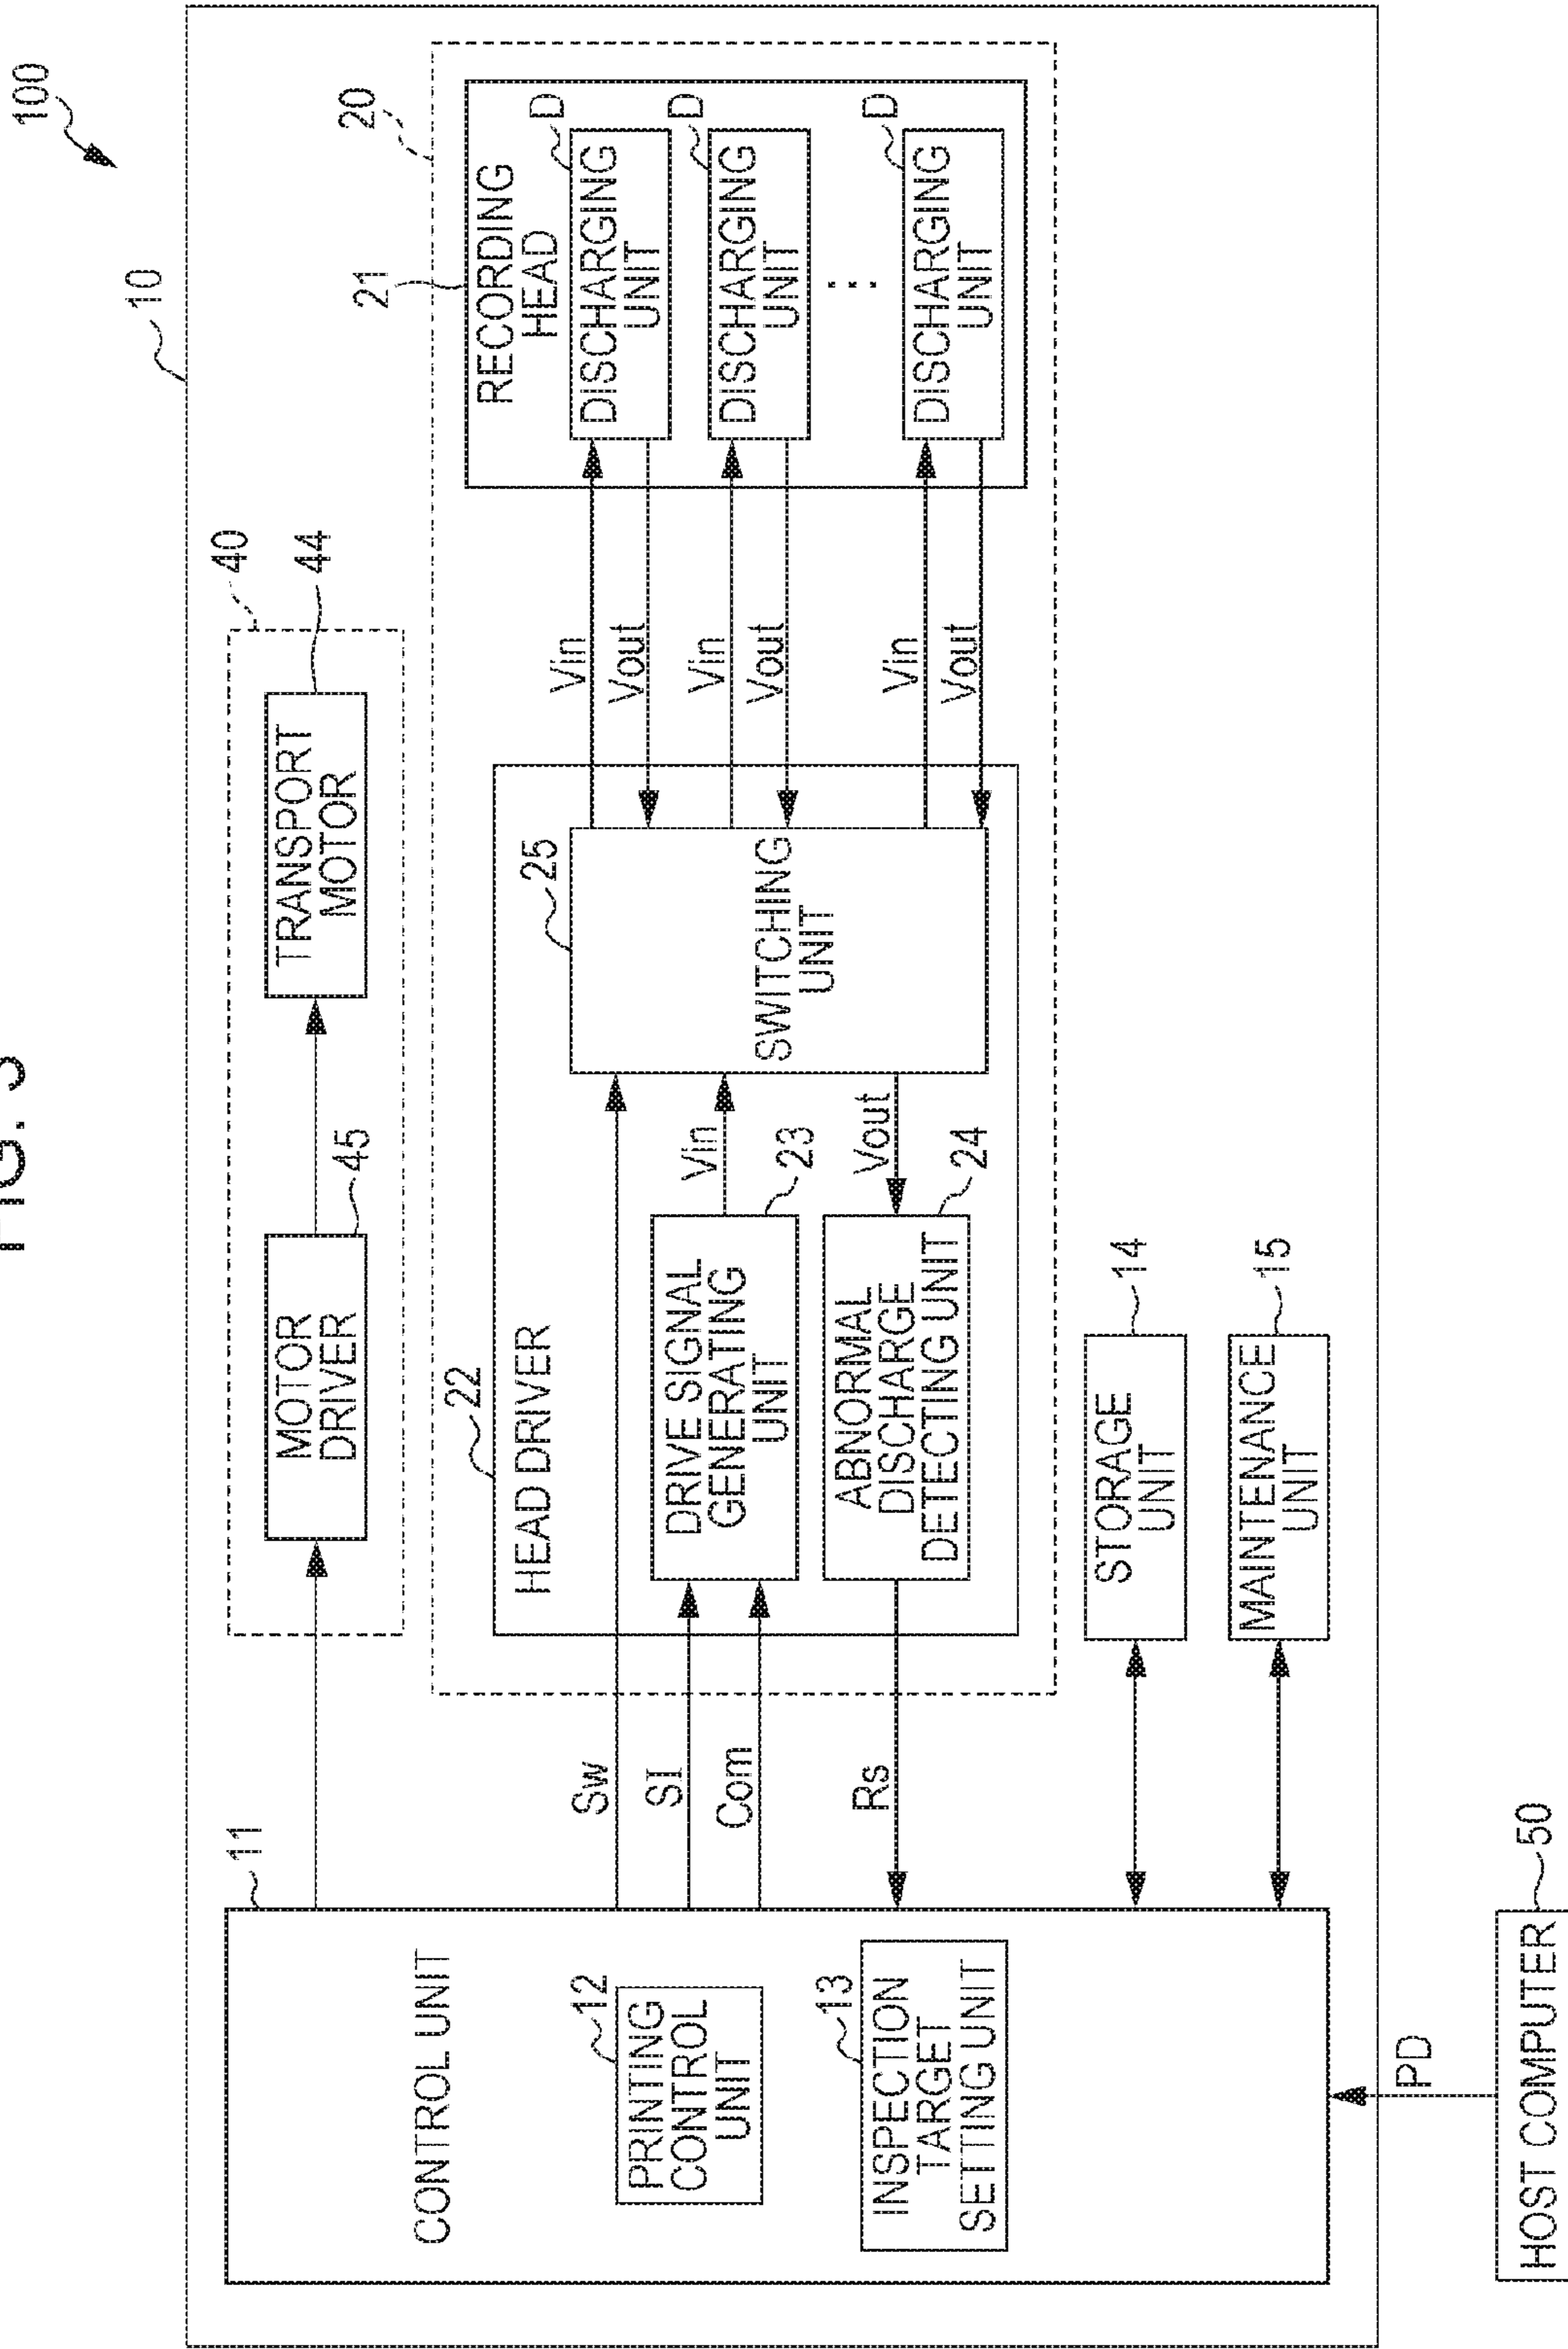 FIG. 3
100
10
40
TRANSPORT
MOTOR
44
MOTOR
DRIVER
45
20
21
RECORDING
HEAD
DISCHARGING
UNIT
D
DISCHARGING
UNIT
D
DISCHARGING
UNIT
D
Vin
Vout
Vin
Vout
Vin
Vout
22
HEAD DRIVER
25
SWITCHING
UNIT
Vin
23
DRIVE SIGNAL
GENERATING
UNIT
Vout
24
ABNORMAL
DISCHARGE
DETECTING UNIT
Sw
SI
Com
Rs
11
CONTROL UNIT
12
PRINTING
CONTROL
UNIT
13
INSPECTION
TARGET
SETTING UNIT
STORAGE
UNIT
14
MAINTENANCE
UNIT
15
PD
HOST COMPUTER
50